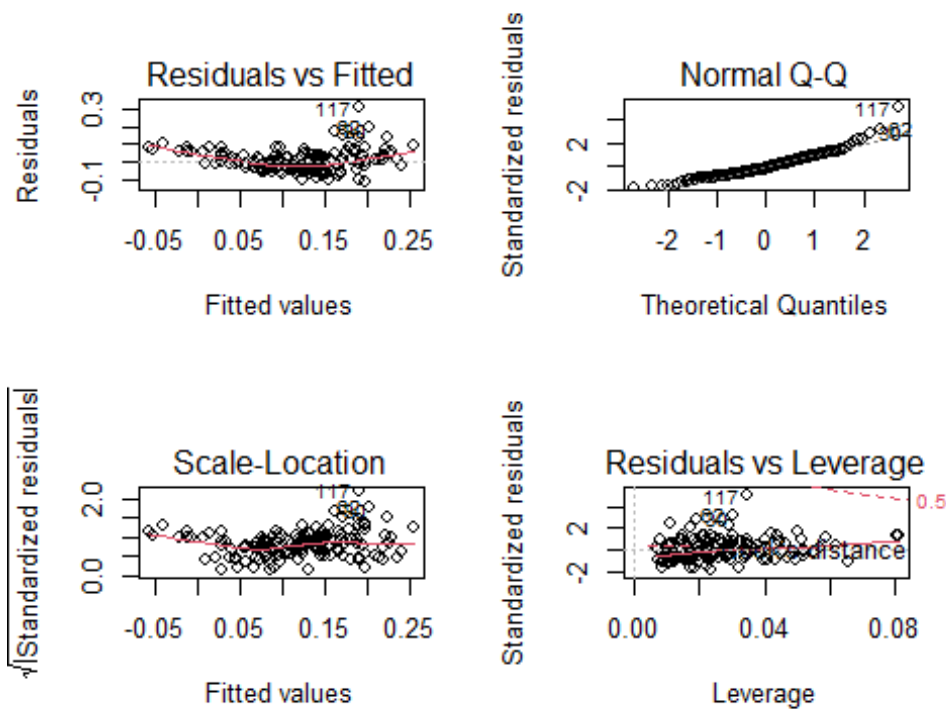 Residuals vs Fitted
Residuals
0.3
-0.1
117
-0.05 0.05 0.15 0.25
Fitted values
Normal Q-Q
Standardized residuals
2
-2
117
-2 -1 0 1 2
Theoretical Quantiles
Scale-Location
√|Standardized residuals|
2.0
0.0
117
-0.05 0.05 0.15 0.25
Fitted values
Residuals vs Leverage
Standardized residuals
2
-2
117
0.5
distance
0.00 0.04 0.08
Leverage